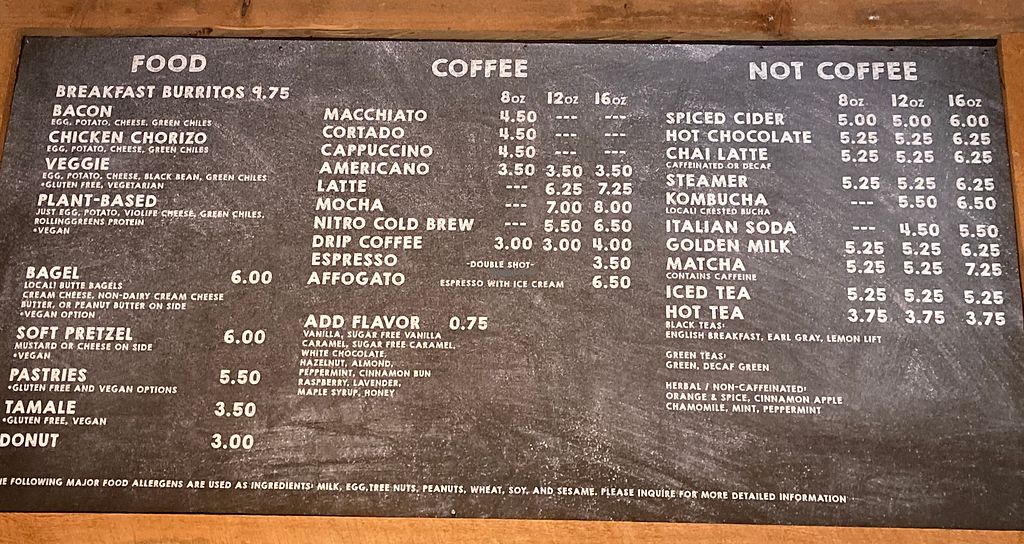 FOOD
BREAKFAST BURRITOS 9.75
BACON
EGG, POTATO, CHEESE, GREEN CHILES
CHICKEN CHORIZO
EGG, POTATO, CHEESE, GREEN CHILES
VEGGIE
EGG, POTATO, CHEESE, BLACK BEAN, GREEN CHILES
*GLUTEN FREE, VEGETARIAN
PLANT-BASED
JUST EGG, POTATO, VIOLIFE CHEESE, GREEN CHILES,
ROLLINGGREENS PROTEIN
*VEGAN
BAGEL 6.00
LOCAL! BUTTE BAGELS
CREAM CHEESE, NON-DAIRY CREAM CHEESE
BUTTER, OR PEANUT BUTTER ON SIDE
*VEGAN OPTION
SOFT PRETZEL 6.00
MUSTARD OR CHEESE ON SIDE
*VEGAN
PASTRIES 5.50
*GLUTEN FREE AND VEGAN OPTIONS
TAMALE 3.50
*GLUTEN FREE, VEGAN
DONUT 3.00
COFFEE
8OZ 12OZ 16OZ
MACCHIATO 4.50 --- ---
CORTADO 4.50 --- ---
CAPPUCCINO 4.50 --- ---
AMERICANO 3.50 3.50 3.50
LATTE --- 6.25 7.25
MOCHA --- 7.00 8.00
NITRO COLD BREW --- 5.50 6.50
DRIP COFFEE 3.00 3.00 4.00
ESPRESSO -DOUBLE SHOT- 3.50
AFFOGATO ESPRESSO WITH ICE CREAM 6.50
ADD FLAVOR 0.75
VANILLA, SUGAR FREE VANILLA
CARAMEL, SUGAR FREE CARAMEL,
WHITE CHOCOLATE,
HAZELNUT, ALMOND,
PEPPERMINT, CINNAMON BUN
RASPBERRY, LAVENDER,
MAPLE SYRUP, HONEY
NOT COFFEE
8OZ 12OZ 16OZ
SPICED CIDER 5.00 5.00 6.00
HOT CHOCOLATE 5.25 5.25 6.25
CHAI LATTE 5.25 5.25 6.25
CAFFEINATED OR DECAF
STEAMER 5.25 5.25 6.25
KOMBUCHA --- 5.50 6.50
LOCAL! CRESTED BUCHA
ITALIAN SODA --- 4.50 5.50
GOLDEN MILK 5.25 5.25 6.25
MATCHA 5.25 5.25 7.25
CONTAINS CAFFEINE
ICED TEA 5.25 5.25 5.25
HOT TEA 3.75 3.75 3.75
BLACK TEAS:
ENGLISH BREAKFAST, EARL GRAY, LEMON LIFT
GREEN TEAS:
GREEN, DECAF GREEN
HERBAL / NON-CAFFEINATED:
ORANGE & SPICE, CINNAMON APPLE
CHAMOMILE, MINT, PEPPERMINT
HE FOLLOWING MAJOR FOOD ALLERGENS ARE USED AS INGREDIENTS: MILK, EGG,TREE NUTS, PEANUTS, WHEAT, SOY, AND SESAME. PLEASE INQUIRE FOR MORE DETAILED INFORMATION